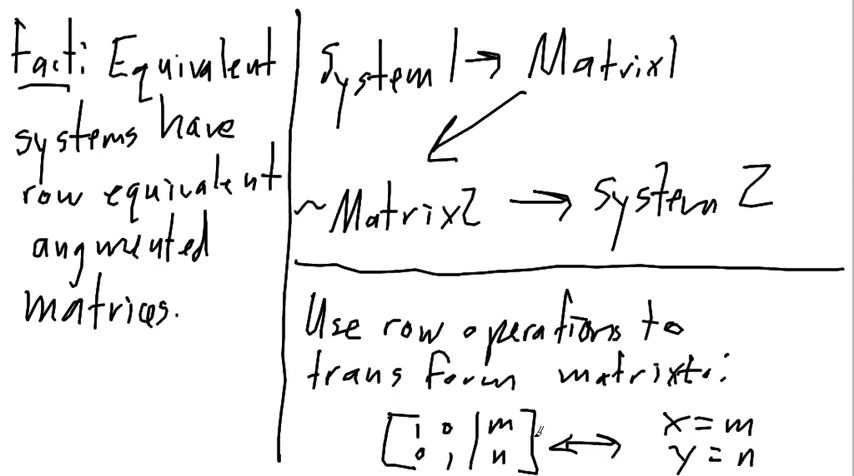 Fact: Equivalent
systems have
row equivalent
augmented
matrices.
System 1 → Matrix 1
~ Matrix 2 → System 2
Use row operations to
transform matrix to:
[1 0 | m] ↔ x = m
[0 1 | n] y = n